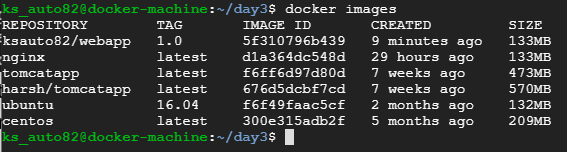 ks_auto82@docker-machine:~/day3$ docker images
REPOSITORY TAG IMAGE ID CREATED SIZE
ksauto82/webapp 1.0 5f310796b439 9 minutes ago 133MB
nginx latest d1a364dc548d 29 hours ago 133MB
tomcatapp latest f6ff6d97d80d 7 weeks ago 473MB
harsh/tomcatapp latest 676d5dcbf7cd 7 weeks ago 570MB
ubuntu 16.04 f6f49faac5cf 2 months ago 132MB
centos latest 300e315adb2f 5 months ago 209MB
ks_auto82@docker-machine:~/day3$